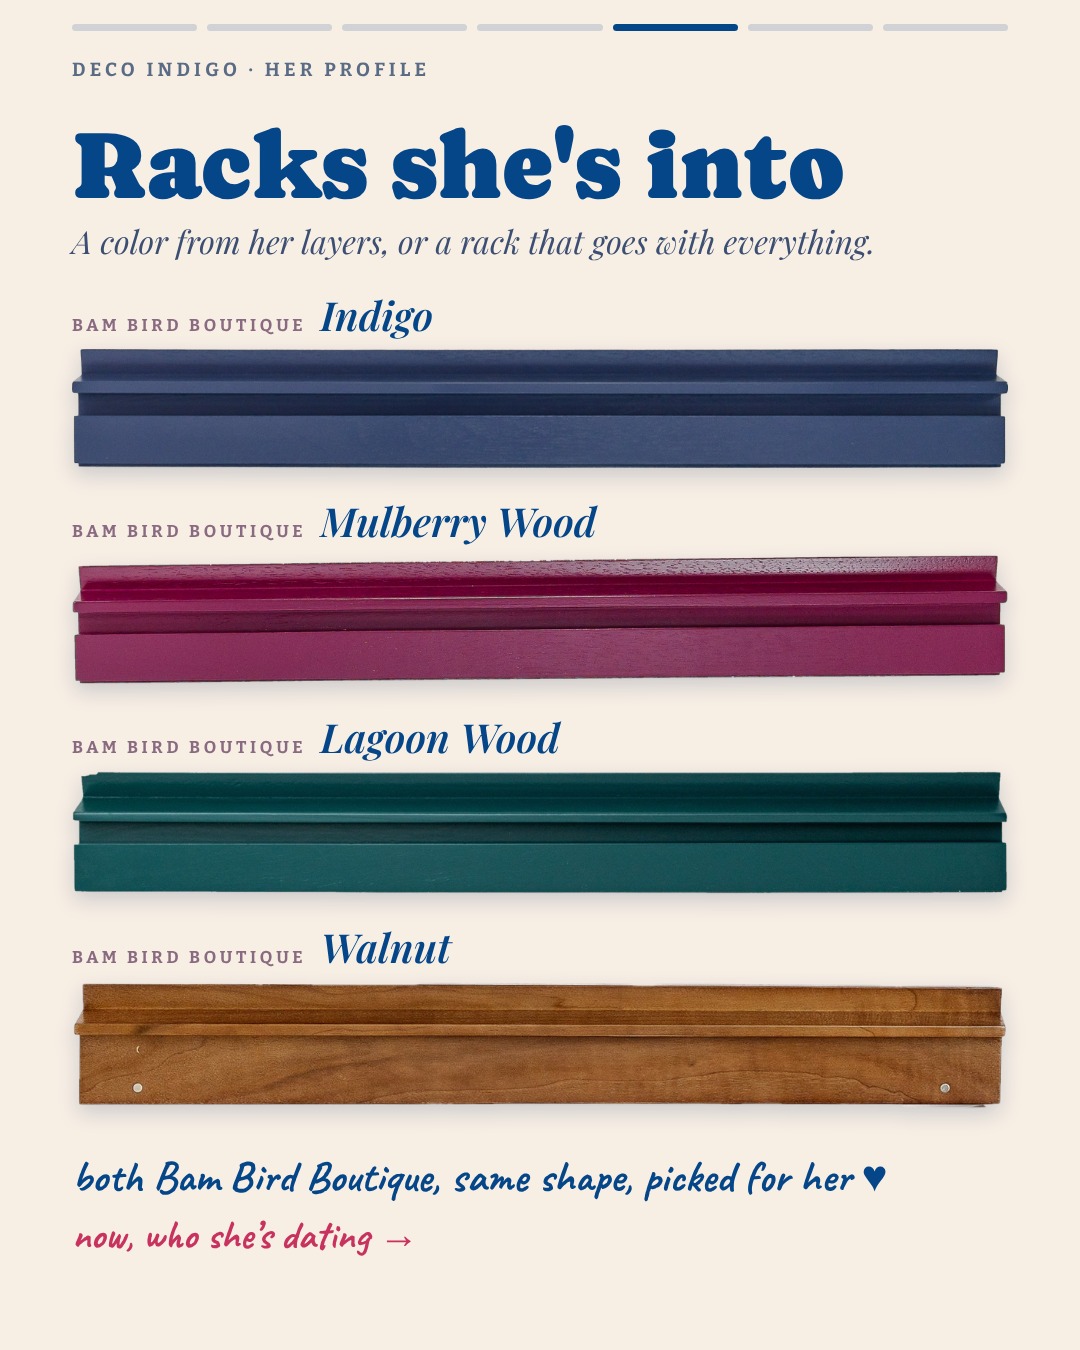 DECO INDIGO · HER PROFILE
Racks she's into
A color from her layers, or a rack that goes with everything.
BAM BIRD BOUTIQUE Indigo
BAM BIRD BOUTIQUE Mulberry Wood
BAM BIRD BOUTIQUE Lagoon Wood
BAM BIRD BOUTIQUE Walnut
both Bam Bird Boutique, same shape, picked for her ♥
now, who she's dating →